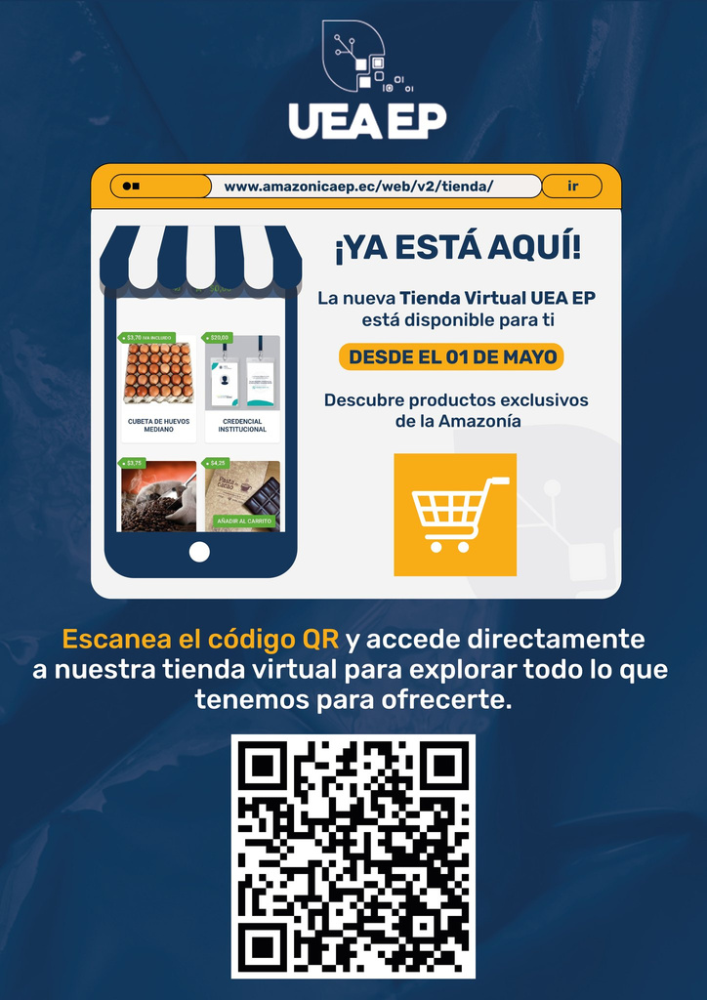 UEA EP
www.amazonicaep.ec/web/v2/tienda/
ir
¡YA ESTÁ AQUÍ!
La nueva Tienda Virtual UEA EP
está disponible para ti
DESDE EL 01 DE MAYO
Descubre productos exclusivos
de la Amazonía
$3,70 IVA INCLUIDO
$20,00
CUBETA DE HUEVOS
MEDIANO
CREDENCIAL
INSTITUCIONAL
$3,75
$4,25
Pasta de
cacao
AÑADIR AL CARRITO
Escanea el código QR y accede directamente
a nuestra tienda virtual para explorar todo lo que
tenemos para ofrecerte.